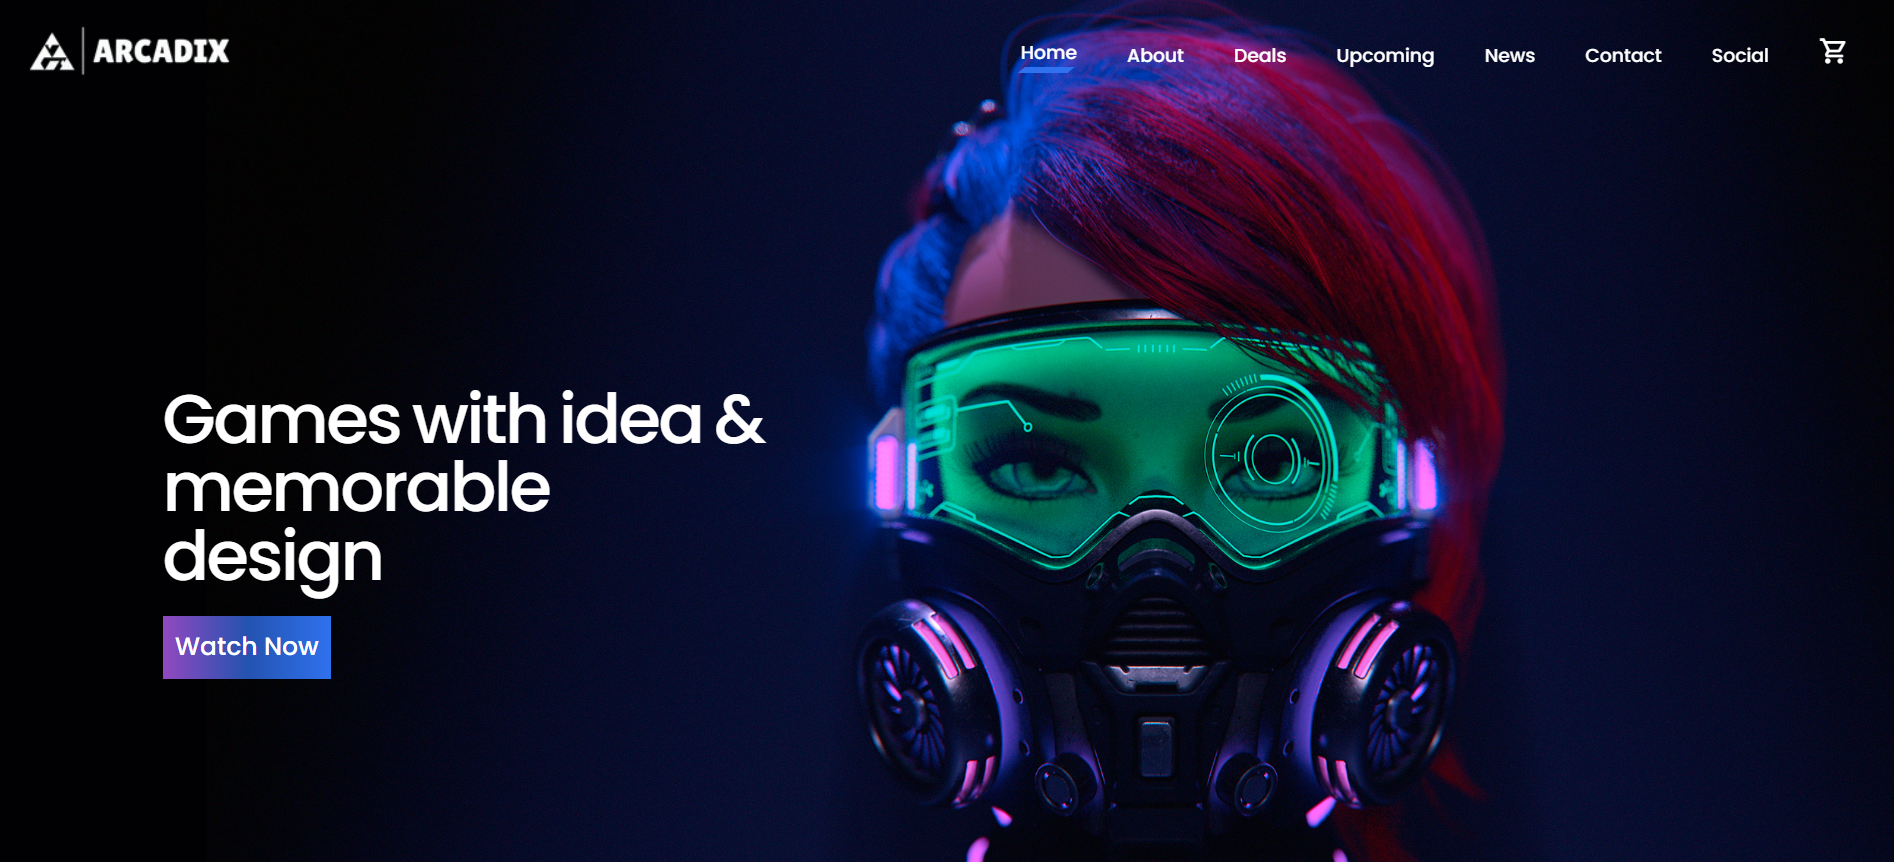 ARCADIX
Home About Deals Upcoming News Contact Social
Games with idea &
memorable
design
Watch Now